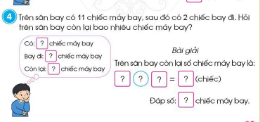 4 Trên sân bay có 11 chiếc máy bay, sau đó có 2 chiếc bay đi. Hỏi
trên sân bay còn lại bao nhiêu chiếc máy bay?
Có: ? chiếc máy bay
Bay đi: ? chiếc máy bay
Còn lại: ? chiếc máy bay
Bài giải
Trên sân bay còn lại số chiếc máy bay là:
? ? ? = ? (chiếc)
Đáp số: ? chiếc máy bay.